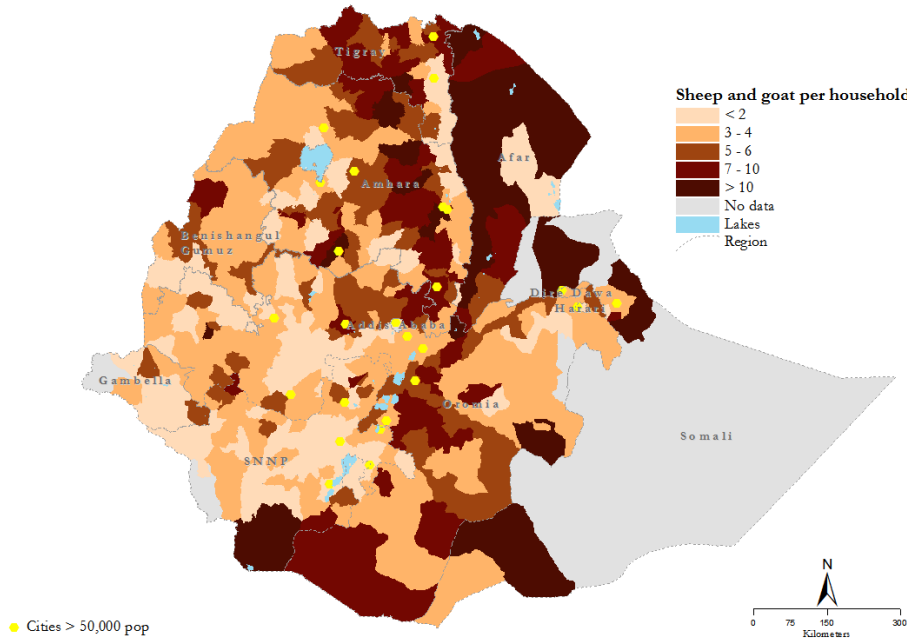 Sheep and goat per household
< 2
3 - 4
5 - 6
7 - 10
> 10
No data
Lakes
Region
Tigray
Afar
Amhara
Benishangul
Gumuz
Dire Dawa
Harari
Addis Ababa
Gambella
Oromia
Somali
SNNP
N
0 75 150 300
Kilometers
Cities > 50,000 pop